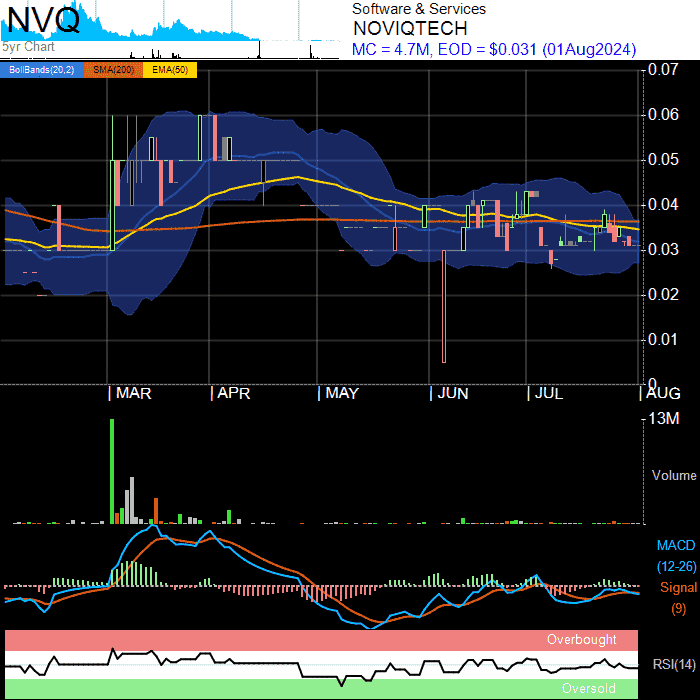 NVQ
5yr Chart
Software & Services
NOVIQTECH
MC = 4.7M, EOD = $0.031 (01Aug2024)
BollBands(20,2) SMA(200) EMA(50)
0.07
0.06
0.05
0.04
0.03
0.02
0.01
0
MAR APR MAY JUN JUL AUG
13M
Volume
MACD
(12-26)
Signal
(9)
Overbought
RSI(14)
Oversold